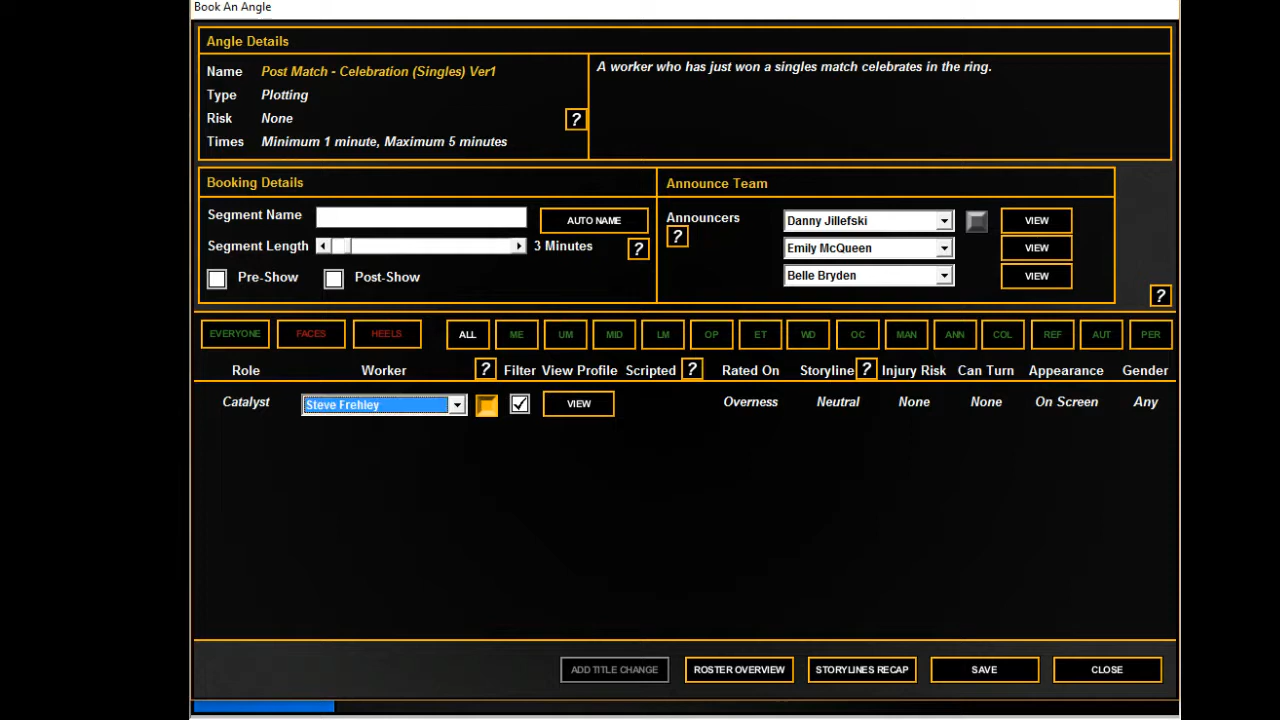 Book An Angle
Angle Details
Name Post Match - Celebration (Singles) Ver1
Type Plotting
Risk None
?
Times Minimum 1 minute, Maximum 5 minutes
A worker who has just won a singles match celebrates in the ring.
Booking Details
Segment Name AUTO NAME
Segment Length 3 Minutes ?
Pre-Show Post-Show
Announce Team
Announcers Danny Jillefski VIEW
? Emily McQueen VIEW
Belle Bryden VIEW
?
EVERYONE FACES HEELS ALL ME UM MID LM OP ET WD OC MAN ANN COL REF AUT PER
Role Worker ? Filter View Profile Scripted ? Rated On Storyline ? Injury Risk Can Turn Appearance Gender
Catalyst Steve Frehley VIEW Overness Neutral None None On Screen Any
ADD TITLE CHANGE ROSTER OVERVIEW STORYLINES RECAP SAVE CLOSE